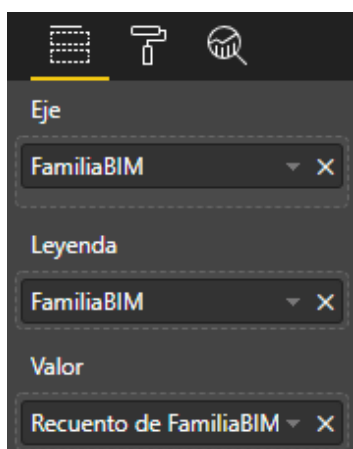 Eje
FamiliaBIM
Leyenda
FamiliaBIM
Valor
Recuento de FamiliaBIM